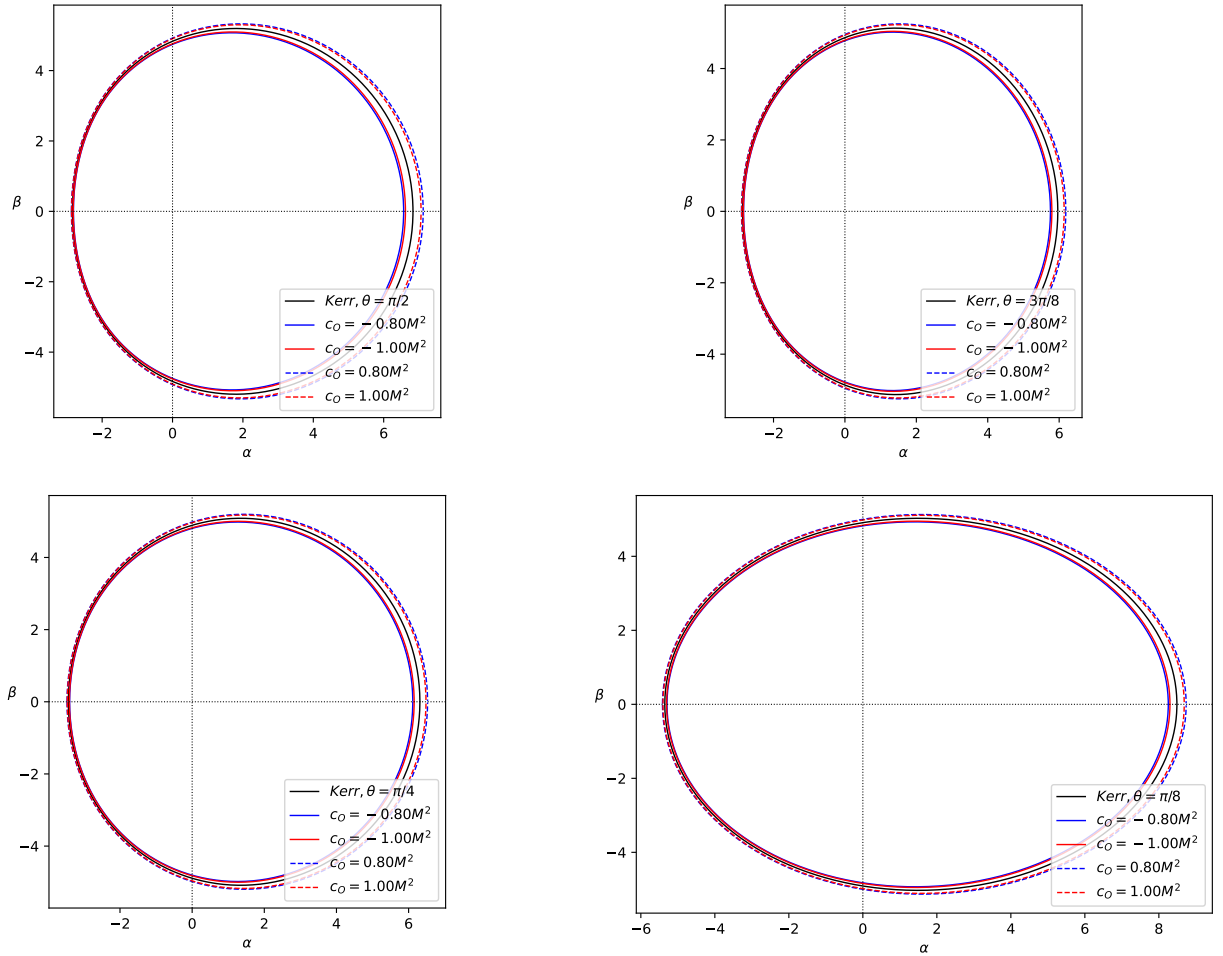 4
2
0
−2
−4
β
−2
0
2
4
6
α
Kerr, θ = π/2
c_O = −0.80M²
c_O = −1.00M²
c_O = 0.80M²
c_O = 1.00M²
4
2
0
−2
−4
β
−2
0
2
4
6
α
Kerr, θ = 3π/8
c_O = −0.80M²
c_O = −1.00M²
c_O = 0.80M²
c_O = 1.00M²
4
2
0
−2
−4
β
−2
0
2
4
6
α
Kerr, θ = π/4
c_O = −0.80M²
c_O = −1.00M²
c_O = 0.80M²
c_O = 1.00M²
4
2
0
−2
−4
β
−6
−4
−2
0
2
4
6
8
α
Kerr, θ = π/8
c_O = −0.80M²
c_O = −1.00M²
c_O = 0.80M²
c_O = 1.00M²